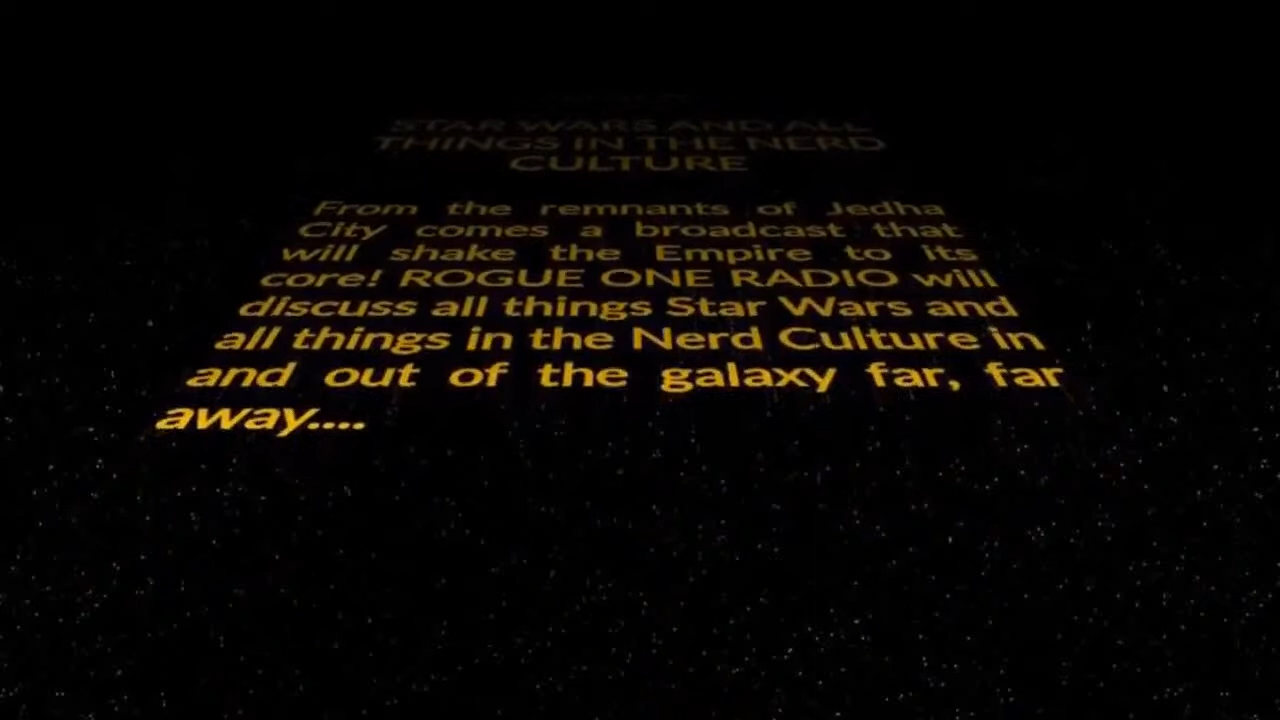 STAR WARS AND ALL
THINGS IN THE NERD
CULTURE
From the remnants of Jedha
City comes a broadcast that
will shake the Empire to its
core! ROGUE ONE RADIO will
discuss all things Star Wars and
all things in the Nerd Culture in
and out of the galaxy far, far
away....